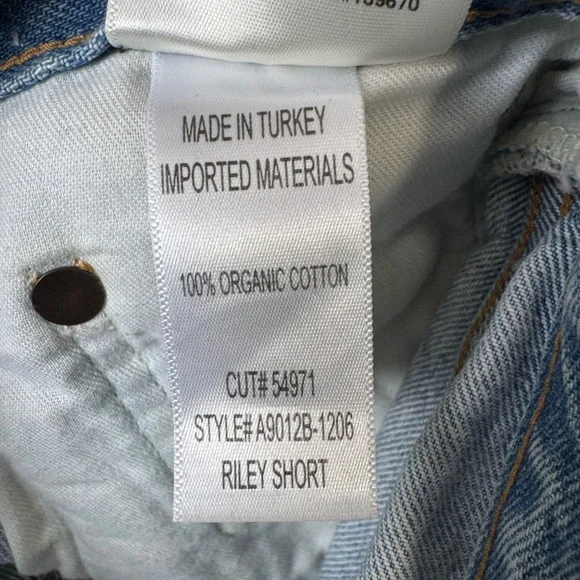 MADE IN TURKEY
IMPORTED MATERIALS
100% ORGANIC COTTON
CUT# 54971
STYLE# A9012B-1206
RILEY SHORT